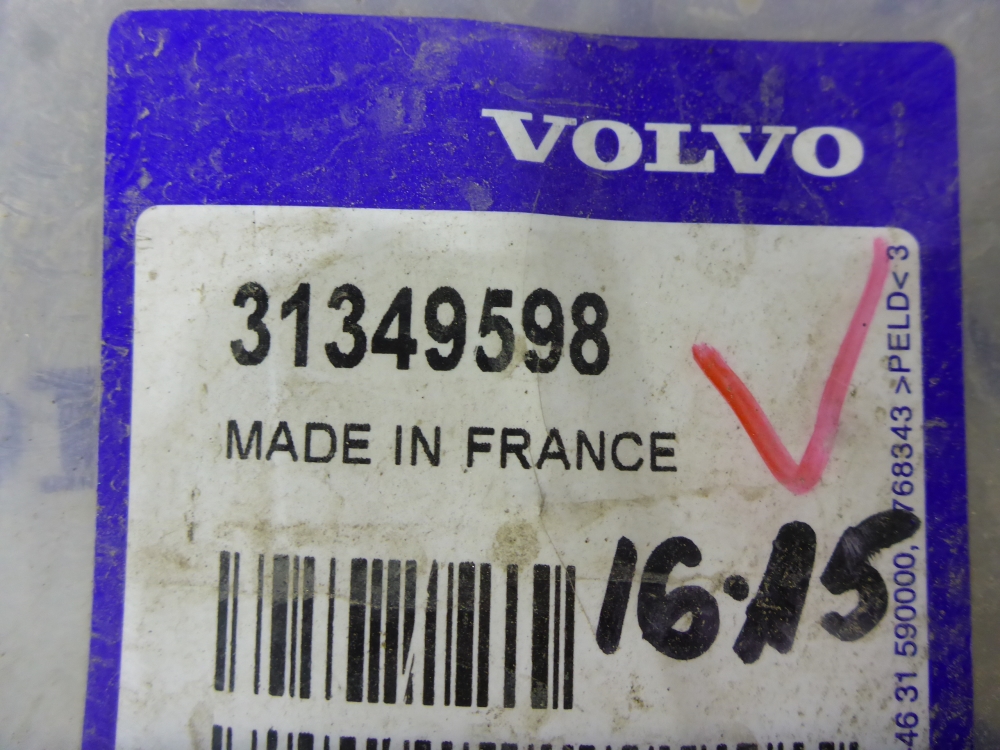 VOLVO
31349598
MADE IN FRANCE
16.15
46 31 590000, 768343 >PELD< 3